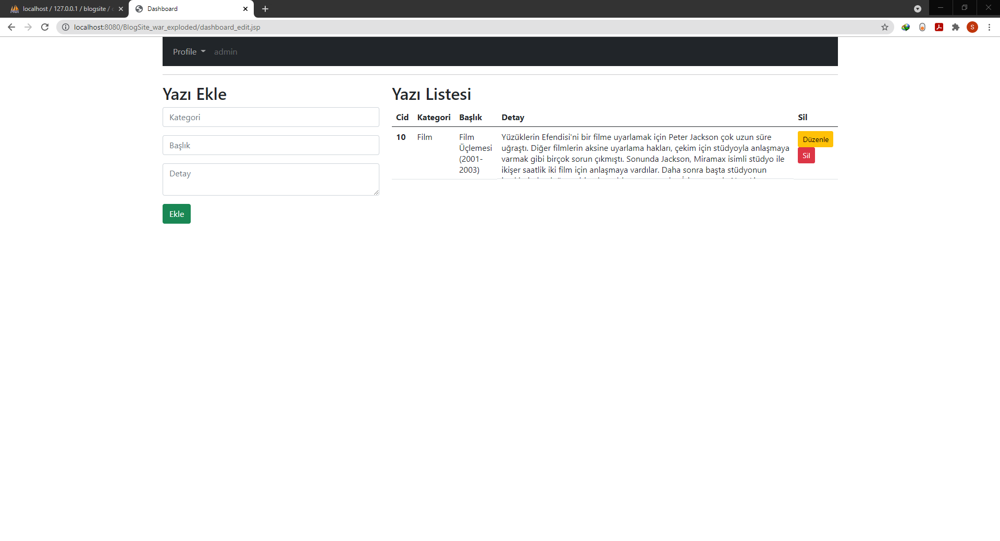 localhost / 127.0.0.1 / blogsite /
Dashboard
localhost:8080/BlogSite_war_exploded/dashboard_edit.jsp
S
Profile admin
Yazı Ekle
Kategori
Başlık
Detay
Ekle
Yazı Listesi
Cid Kategori Başlık Detay Sil
10 Film
Film
Üçlemesi
(2001-
2003)
Yüzüklerin Efendisi'ni bir filme uyarlamak için Peter Jackson çok uzun süre
uğraştı. Diğer filmlerin aksine uyarlama hakları, çekim için stüdyoyla anlaşmaya
varmak gibi birçok sorun çıkmıştı. Sonunda Jackson, Miramax isimli stüdyo ile
ikişer saatlik iki film için anlaşmaya vardılar. Daha sonra başta stüdyonun
Düzenle
Sil